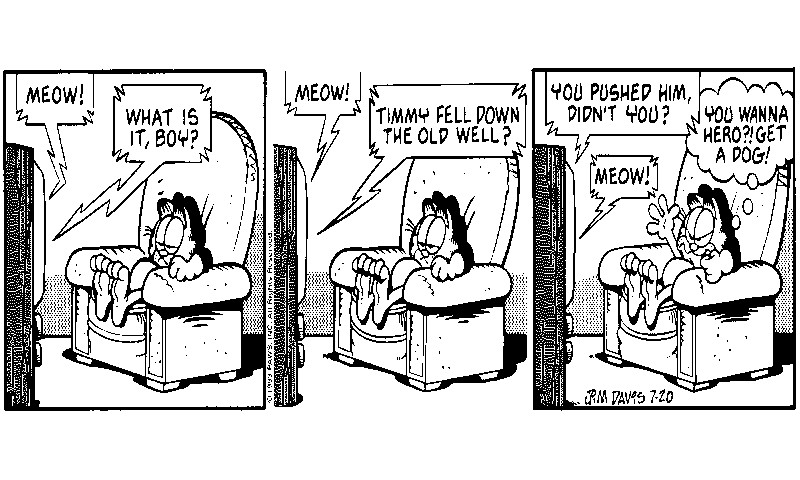 MEOW!
WHAT IS
IT, BOY?
MEOW!
TIMMY FELL DOWN
THE OLD WELL?
YOU PUSHED HIM,
DIDN'T YOU?
MEOW!
YOU WANNA
HERO?! GET
A DOG!
JIM DAVIS 7-20